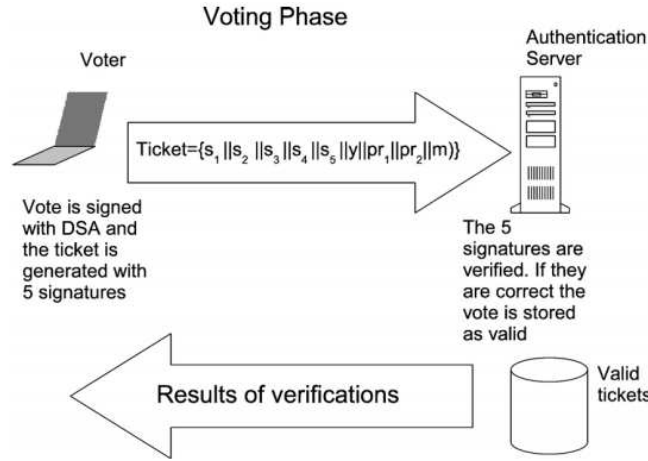 Voting Phase
Voter
Authentication
Server
Ticket={s1||s2 ||s3||s4||s5||y||pr1||pr2||m)}
Vote is signed
with DSA and
the ticket is
generated with
5 signatures
The 5
signatures are
verified. If they
are correct the
vote is stored
as valid
Results of verifications
Valid
tickets